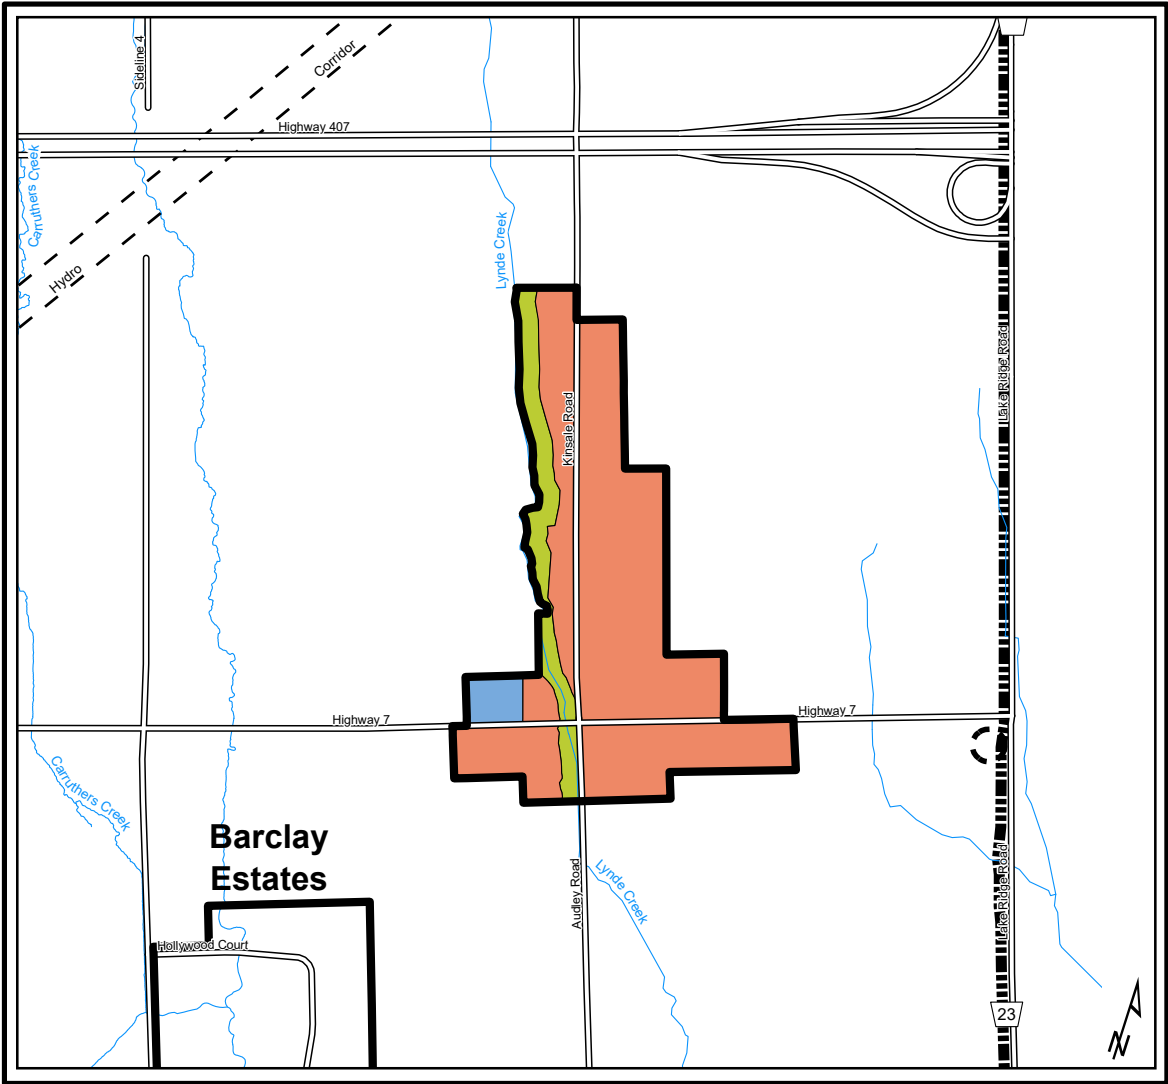 Sideline 4
Corridor
Highway 407
Carruthers Creek
Lynde Creek
Hydro
Lake Ridge Road
Kinsale Road
Highway 7
Highway 7
Carruthers Creek
Barclay
Estates
Audley Road
Lynde Creek
Lake Ridge Road
Hollywood Court
23
N